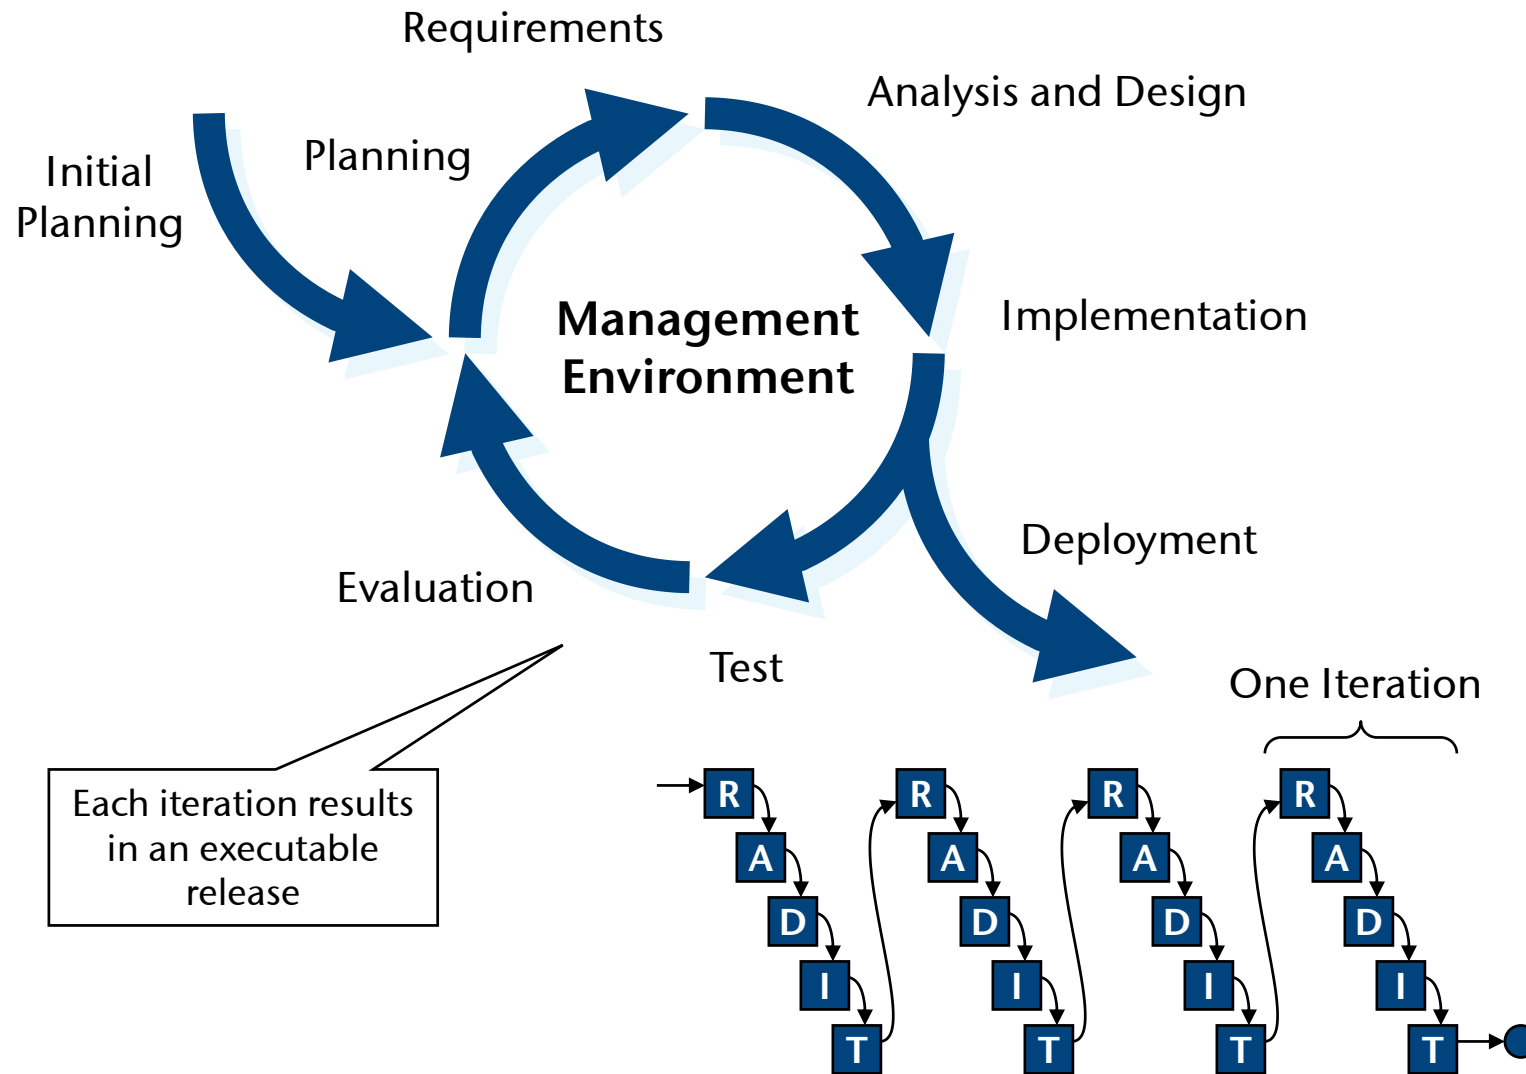 Requirements
Analysis and Design
Planning
Initial
Planning
Management
Environment
Implementation
Deployment
Evaluation
Test
One Iteration
Each iteration results
in an executable
release
R R R R
A A A A
D D D D
I I I I
T T T T